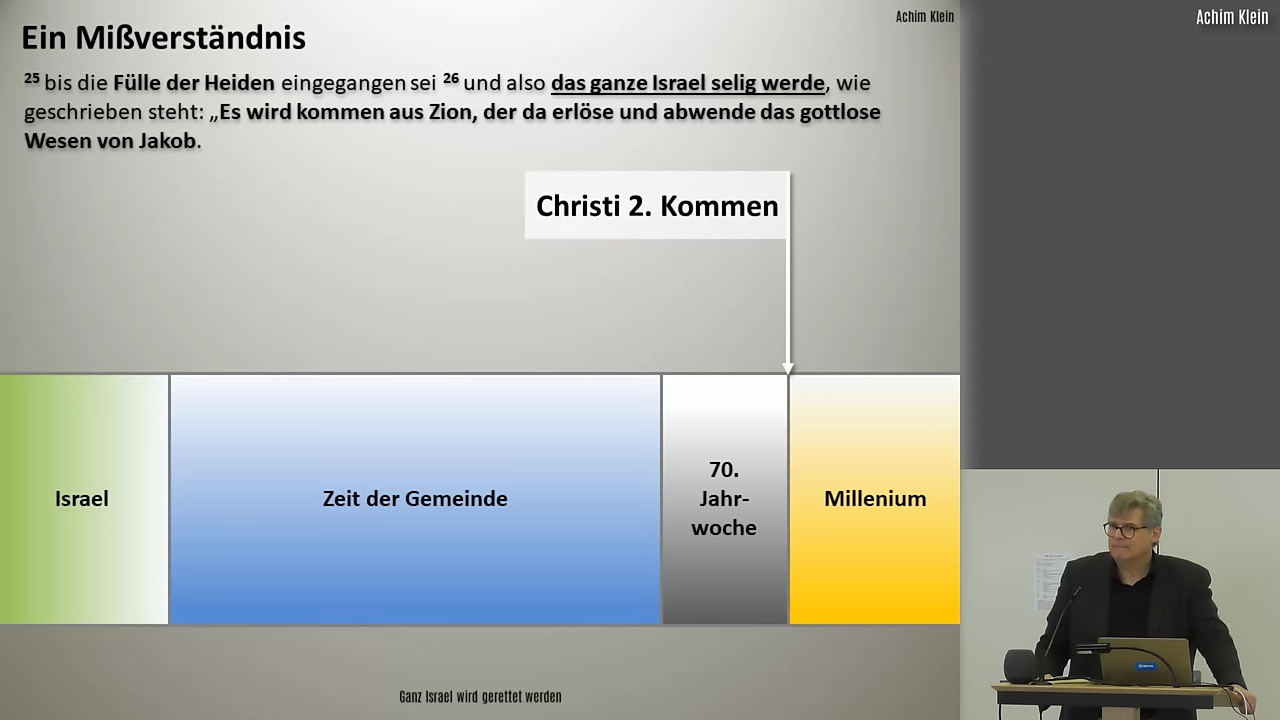 Achim Klein
Achim Klein
Ein Mißverständnis
25 bis die Fülle der Heiden eingegangen sei 26 und also das ganze Israel selig werde, wie
geschrieben steht: „Es wird kommen aus Zion, der da erlöse und abwende das gottlose
Wesen von Jakob.
Christi 2. Kommen
Israel
Zeit der Gemeinde
70.
Jahr-
woche
Millenium
Ganz Israel wird gerettet werden